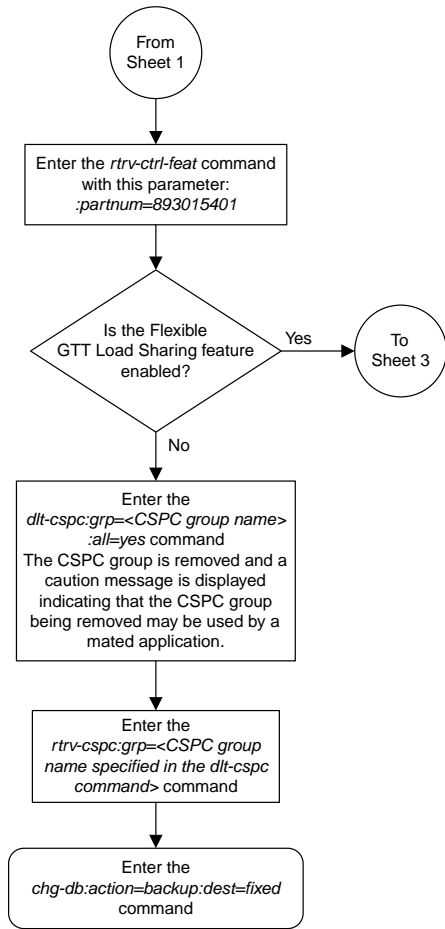 From
Sheet 1
Enter the rtrv-ctrl-feat command
with this parameter:
:partnum=893015401
Is the Flexible
GTT Load Sharing feature
enabled?
Yes
To
Sheet 3
No
Enter the
dlt-cspc:grp=<CSPC group name>
:all=yes command
The CSPC group is removed and a
caution message is displayed
indicating that the CSPC group
being removed may be used by a
mated application.
Enter the
rtrv-cspc:grp=<CSPC group
name specified in the dlt-cspc
command> command
Enter the
chg-db:action=backup:dest=fixed
command